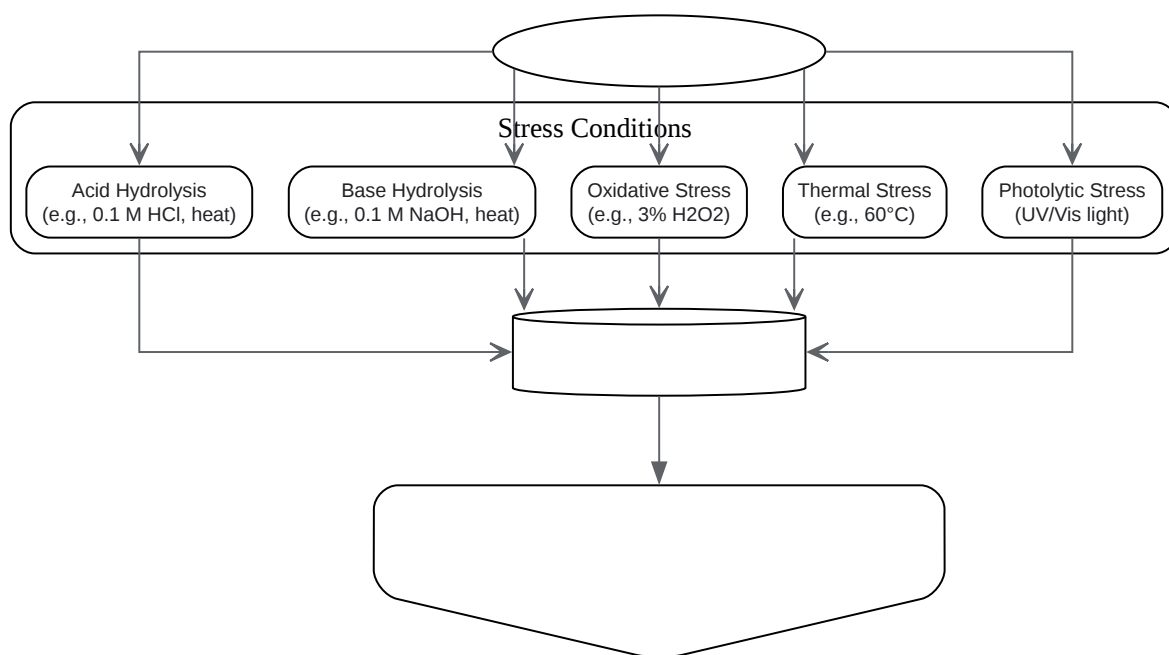 Stress Conditions
Acid Hydrolysis
(e.g., 0.1 M HCl, heat)
Base Hydrolysis
(e.g., 0.1 M NaOH, heat)
Oxidative Stress
(e.g., 3% H2O2)
Thermal Stress
(e.g., 60°C)
Photolytic Stress
(UV/Vis light)